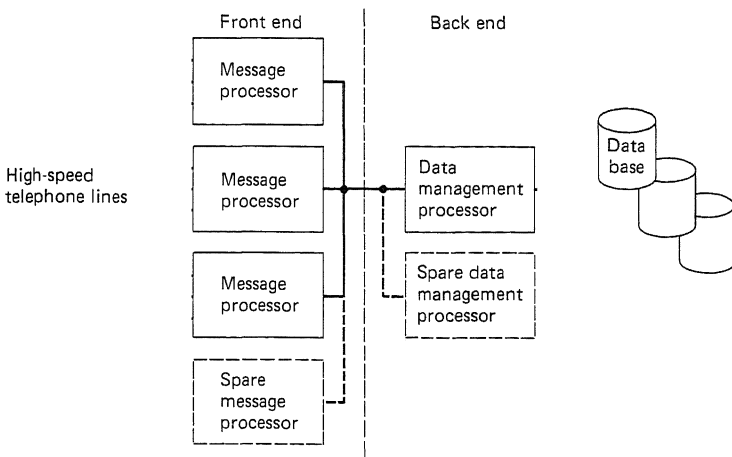 Front end
Back end
Message
processor
Message
processor
Message
processor
Spare
message
processor
High-speed
telephone lines
Data
management
processor
Spare data
management
processor
Data
base